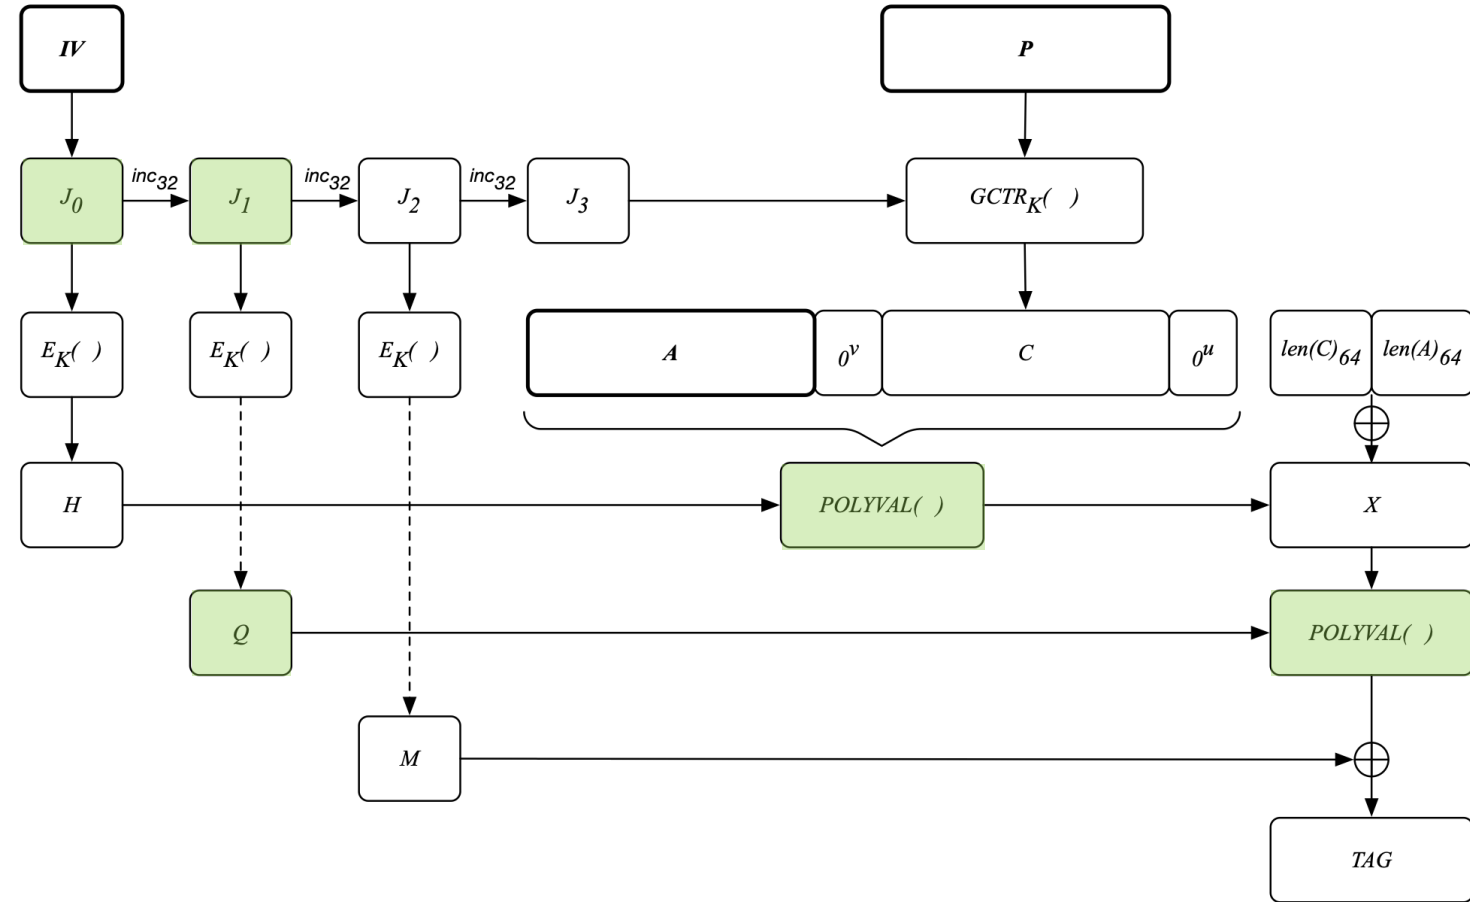 IV
P
J0
inc32
J1
inc32
J2
inc32
J3
GCTRK( )
EK( )
EK( )
EK( )
A
0v
C
0u
len(C)64
len(A)64
H
POLYVAL( )
X
Q
POLYVAL( )
M
TAG